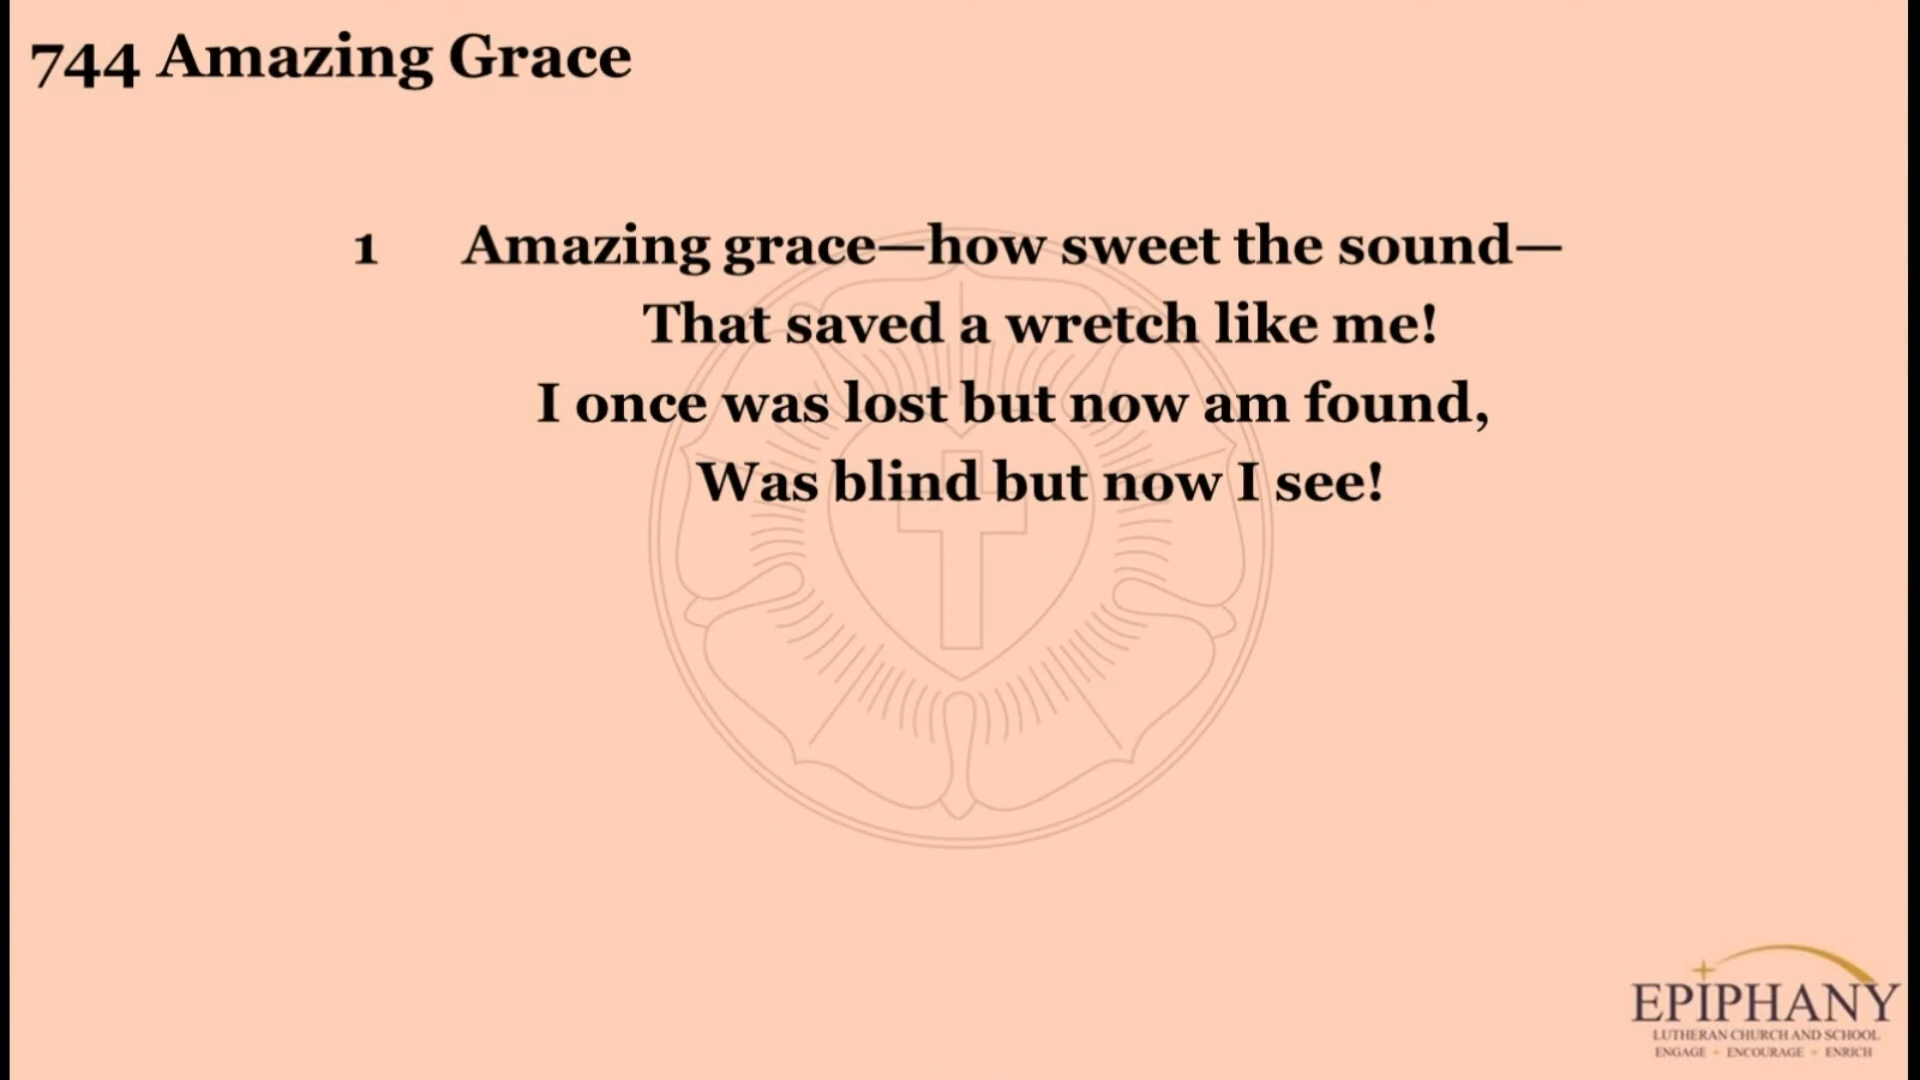 744 Amazing Grace
1 Amazing grace—how sweet the sound—
That saved a wretch like me!
I once was lost but now am found,
Was blind but now I see!
EPIPHANY
LUTHERAN CHURCH AND SCHOOL
ENGAGE + ENCOURAGE + ENRICH